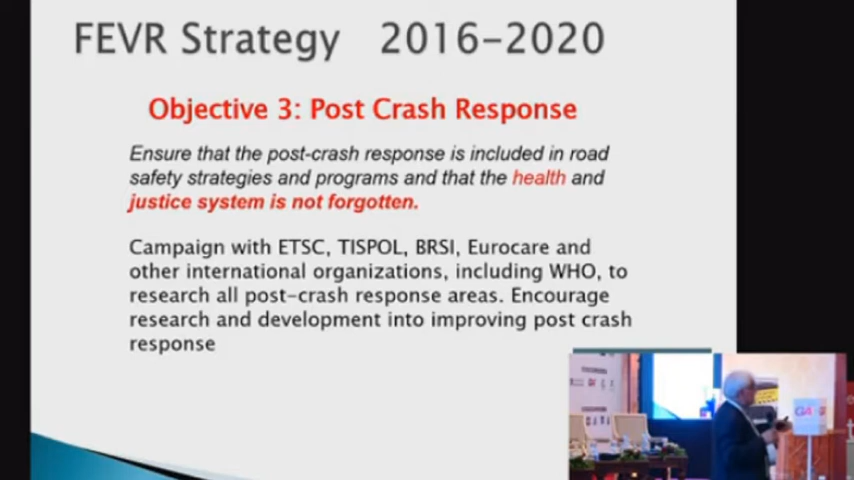 FEVR Strategy 2016-2020
Objective 3: Post Crash Response
Ensure that the post-crash response is included in road
safety strategies and programs and that the health and
justice system is not forgotten.
Campaign with ETSC, TISPOL, BRSI, Eurocare and
other international organizations, including WHO, to
research all post-crash response areas. Encourage
research and development into improving post crash
response